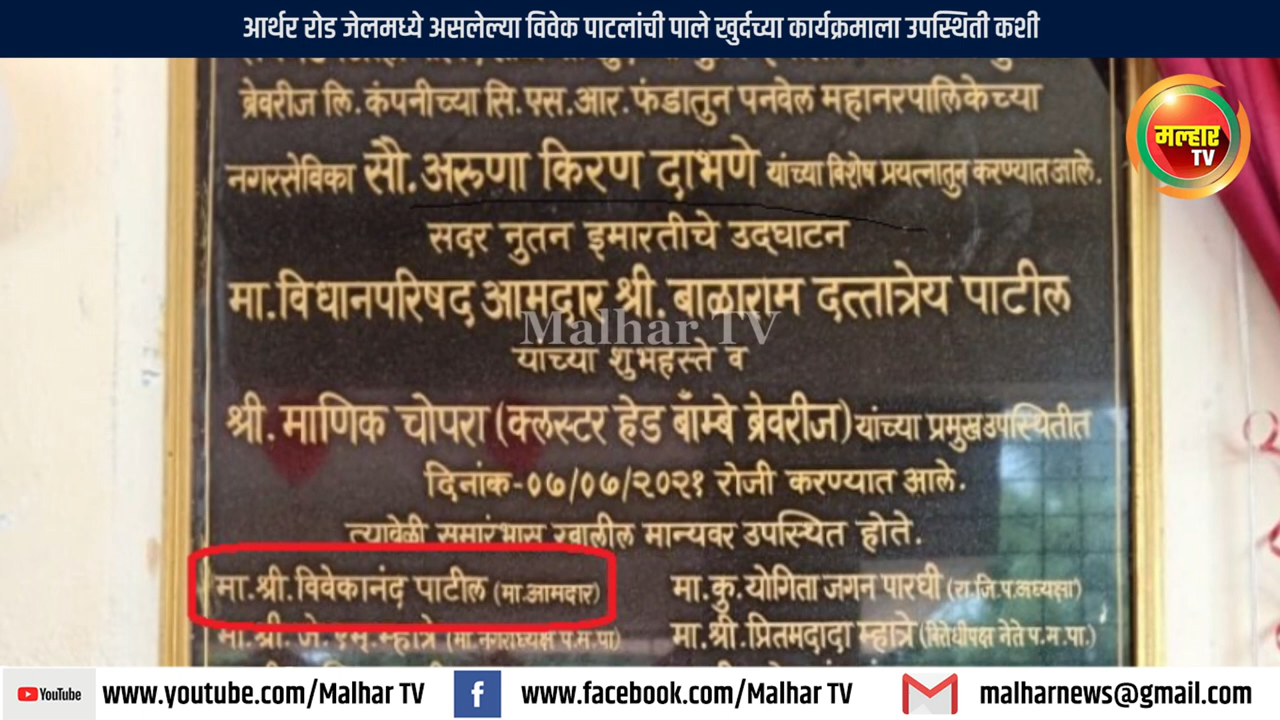 आर्थर रोड जेलमध्ये असलेल्या विवेक पाटलांची पाले खुर्दच्या कार्यक्रमाला उपस्थिती कशी
ब्रेवरीज लि. कंपनीच्या सि.एस.आर. फंडातुन पनवेल महानरपालिकेच्या
मल्हार
TV
नगरसेविका सौ.अरुणा किरण दाभणे यांच्या विशेष प्रयत्नातुन करण्यात आले.
सदर नुतन इमारतीचे उद्घाटन
मा.विधानपरिषद आमदार श्री. बाळाराम दत्तात्रेय पाटील
Malhar TV
यांच्या शुभहस्ते व
श्री. माणिक चोपरा (क्लस्टर हेड बाँम्बे ब्रेवरीज) यांच्या प्रमुख उपस्थितीत
दिनांक-०७/०७/२०२१ रोजी करण्यात आले.
त्यावेळी समारंभास खालील मान्यवर उपस्थित होते.
मा.श्री.विवेकानंद पाटील (मा.आमदार) मा.कु.योगिता जगन पारधी (रा.जि.प.अध्यक्षा)
मा.श्री. जे. एम. म्हात्रे (मा.नगराध्यक्ष प.म.पा) मा.श्री.प्रितमदादा म्हात्रे (विरोधीपक्ष नेते प.म.पा.)
YouTube www.youtube.com/Malhar TV www.facebook.com/Malhar TV malharnews@gmail.com